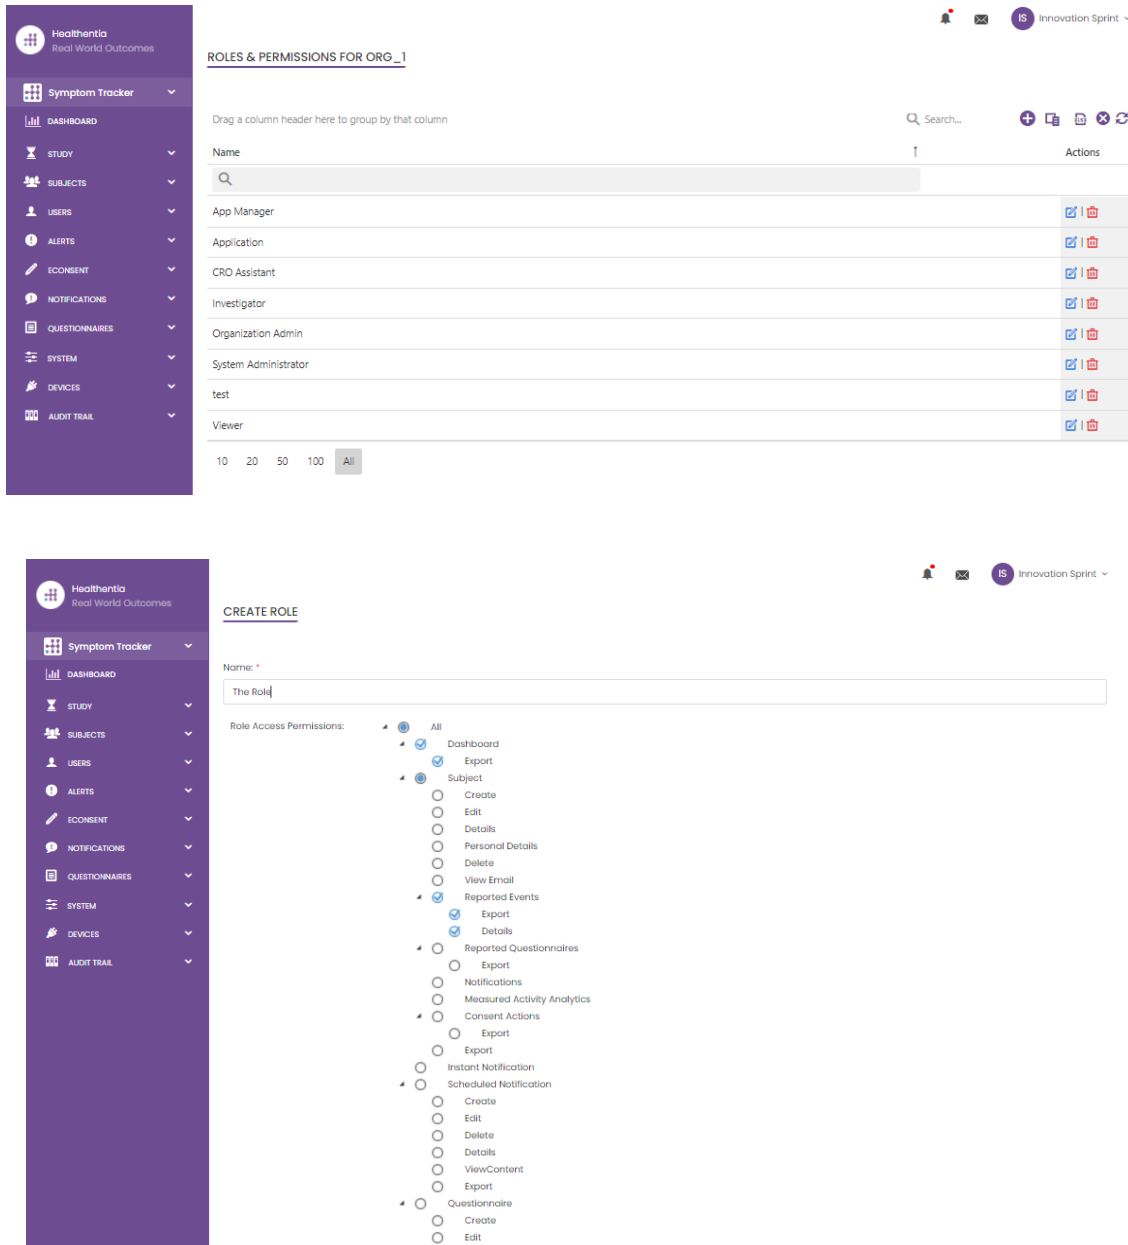 Healthentia
Real World Outcomes
IS Innovation Sprint
ROLES & PERMISSIONS FOR ORG_1
Symptom Tracker
DASHBOARD
STUDY
SUBJECTS
USERS
ALERTS
ECONSENT
NOTIFICATIONS
QUESTIONNAIRES
SYSTEM
DEVICES
AUDIT TRAIL
Drag a column header here to group by that column
Search...
Name
Actions
App Manager
Application
CRO Assistant
Investigator
Organization Admin
System Administrator
test
Viewer
10 20 50 100 All
Healthentia
Real World Outcomes
IS Innovation Sprint
CREATE ROLE
Symptom Tracker
DASHBOARD
STUDY
SUBJECTS
USERS
ALERTS
ECONSENT
NOTIFICATIONS
QUESTIONNAIRES
SYSTEM
DEVICES
AUDIT TRAIL
Name: *
The Role
Role Access Permissions:
All
Dashboard
Export
Subject
Create
Edit
Details
Personal Details
Delete
View Email
Reported Events
Export
Details
Reported Questionnaires
Export
Notifications
Measured Activity Analytics
Consent Actions
Export
Export
Instant Notification
Scheduled Notification
Create
Edit
Delete
Details
ViewContent
Export
Questionnaire
Create
Edit